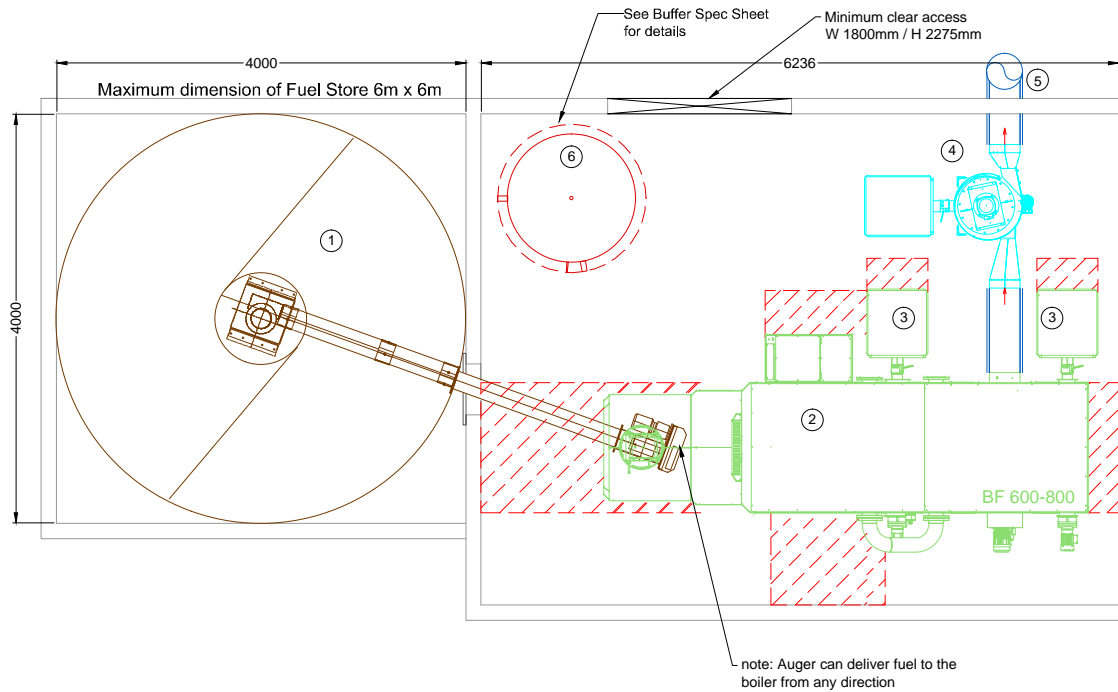 See Buffer Spec Sheet
for details
Minimum clear access
W 1800mm / H 2275mm
4000
6236
Maximum dimension of Fuel Store 6m x 6m
5
4
6
1
4000
3
3
2
BF 600-800
note: Auger can deliver fuel to the
boiler from any direction